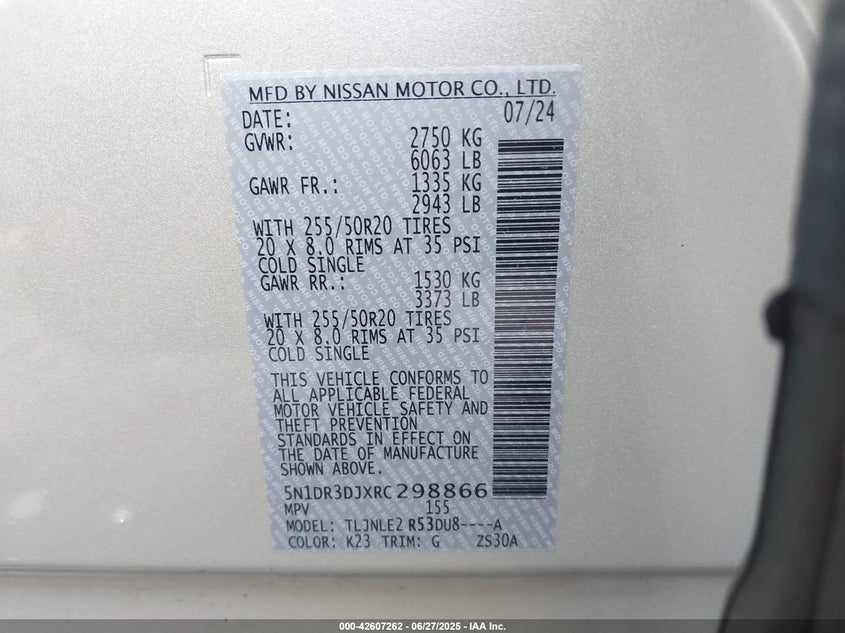 MFD BY NISSAN MOTOR CO., LTD.
DATE: 07/24
GVWR: 2750 KG
6063 LB
GAWR FR.: 1335 KG
2943 LB
WITH 255/50R20 TIRES
20 X 8.0 RIMS AT 35 PSI
COLD SINGLE
GAWR RR.: 1530 KG
3373 LB
WITH 255/50R20 TIRES
20 X 8.0 RIMS AT 35 PSI
COLD SINGLE
THIS VEHICLE CONFORMS TO
ALL APPLICABLE FEDERAL
MOTOR VEHICLE SAFETY AND
THEFT PREVENTION
STANDARDS IN EFFECT ON
THE DATE OF MANUFACTURE
SHOWN ABOVE.
5N1DR3DJXRC298866
MPV 155
MODEL: TLJNLE2 R53DU8----A
COLOR: K23 TRIM: G ZS30A
000-42607262 - 06/27/2025 - IAA Inc.